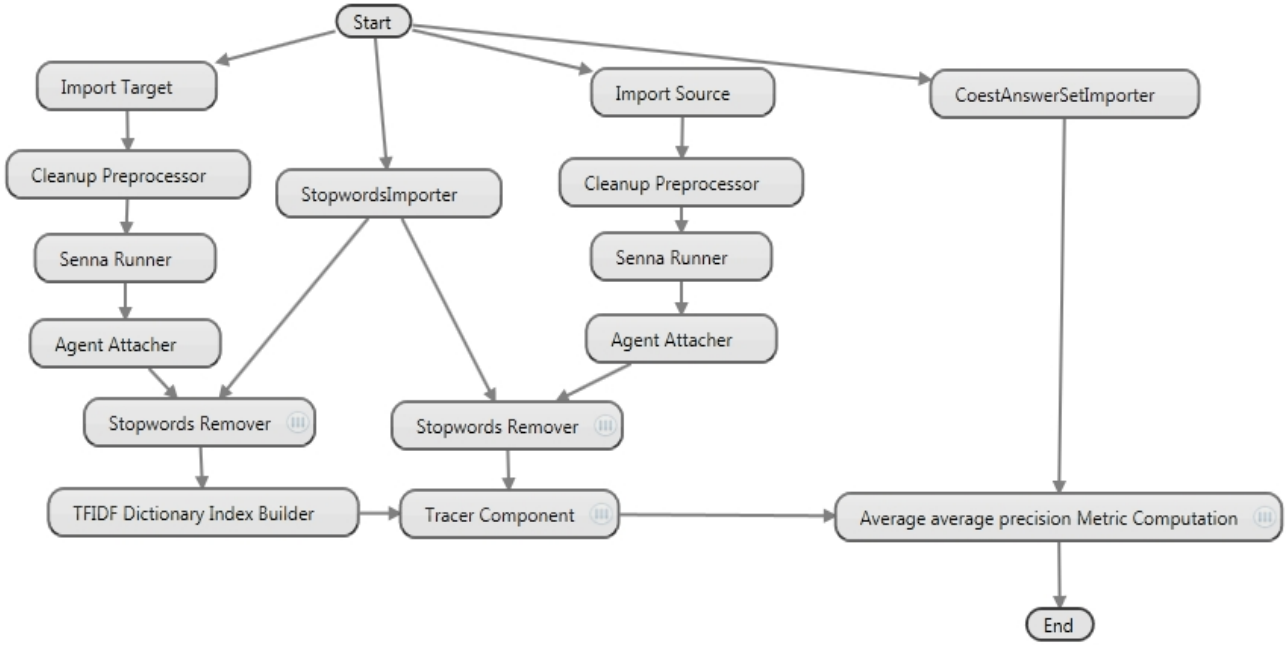 Start
Import Target
Import Source
CoestAnswerSetImporter
Cleanup Preprocessor
StopwordsImporter
Cleanup Preprocessor
Senna Runner
Senna Runner
Agent Attacher
Agent Attacher
Stopwords Remover
Stopwords Remover
TFIDF Dictionary Index Builder
Tracer Component
Average average precision Metric Computation
End